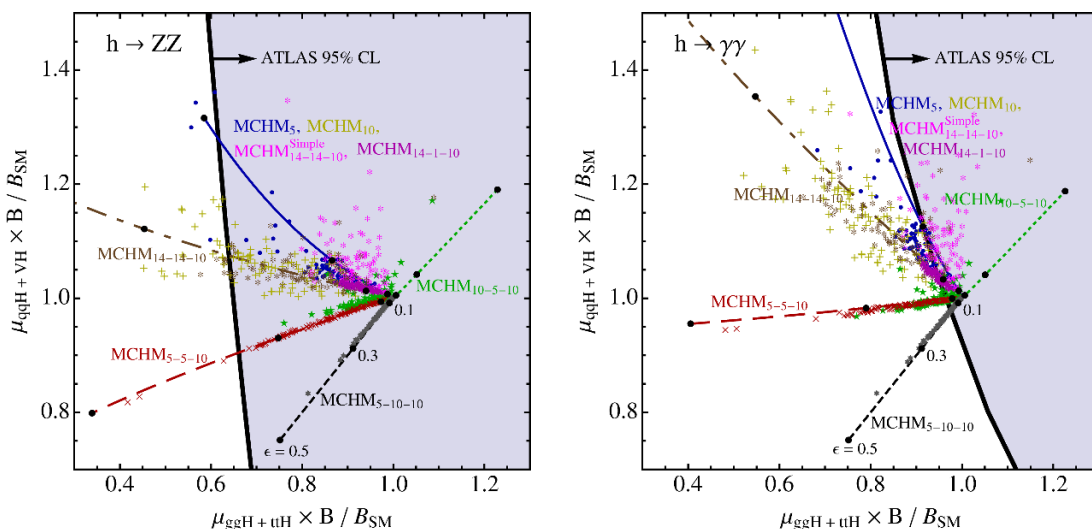 h → ZZ
ATLAS 95% CL
MCHM5, MCHM10,
MCHM14-14-10^Simple, MCHM14-1-10
MCHM14-14-10
MCHM10-5-10
MCHM5-5-10
MCHM5-10-10
0.1
0.3
ϵ = 0.5
1.4
1.2
1.0
0.8
0.4 0.6 0.8 1.0 1.2
μqqH + VH × B / BSM
μggH + ttH × B / BSM
h → γγ
ATLAS 95% CL
MCHM5, MCHM10,
MCHM14-14-10^Simple,
MCHM14-1-10
MCHM14-14-10
MCHM10-5-10
MCHM5-5-10
MCHM5-10-10
0.1
0.3
ϵ = 0.5
1.4
1.2
1.0
0.8
0.4 0.6 0.8 1.0 1.2
μqqH + VH × B / BSM
μggH + ttH × B / BSM